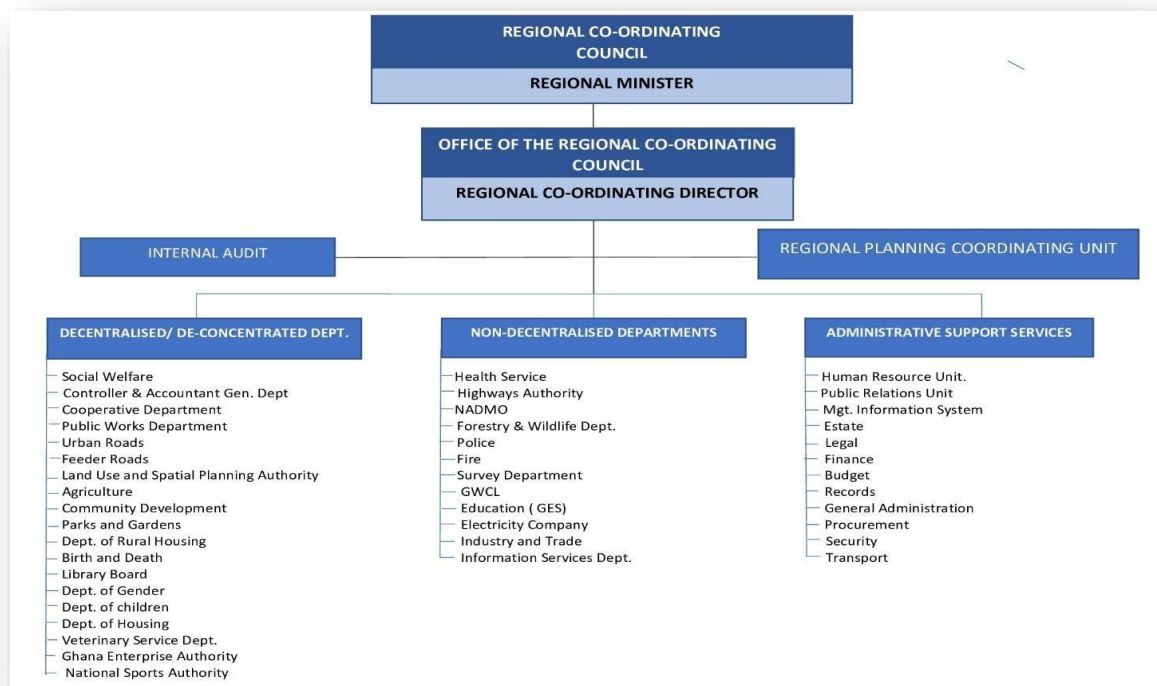 REGIONAL CO-ORDINATING
COUNCIL
REGIONAL MINISTER
OFFICE OF THE REGIONAL CO-ORDINATING
COUNCIL
REGIONAL CO-ORDINATING DIRECTOR
INTERNAL AUDIT
REGIONAL PLANNING COORDINATING UNIT
DECENTRALISED/ DE-CONCENTRATED DEPT.
Social Welfare
Controller & Accountant Gen. Dept
Cooperative Department
Public Works Department
Urban Roads
Feeder Roads
Land Use and Spatial Planning Authority
Agriculture
Community Development
Parks and Gardens
Dept. of Rural Housing
Birth and Death
Library Board
Dept. of Gender
Dept. of children
Dept. of Housing
Veterinary Service Dept.
Ghana Enterprise Authority
National Sports Authority
NON-DECENTRALISED DEPARTMENTS
Health Service
Highways Authority
NADMO
Forestry & Wildlife Dept.
Police
Fire
Survey Department
GWCL
Education ( GES)
Electricity Company
Industry and Trade
Information Services Dept.
ADMINISTRATIVE SUPPORT SERVICES
Human Resource Unit.
Public Relations Unit
Mgt. Information System
Estate
Legal
Finance
Budget
Records
General Administration
Procurement
Security
Transport